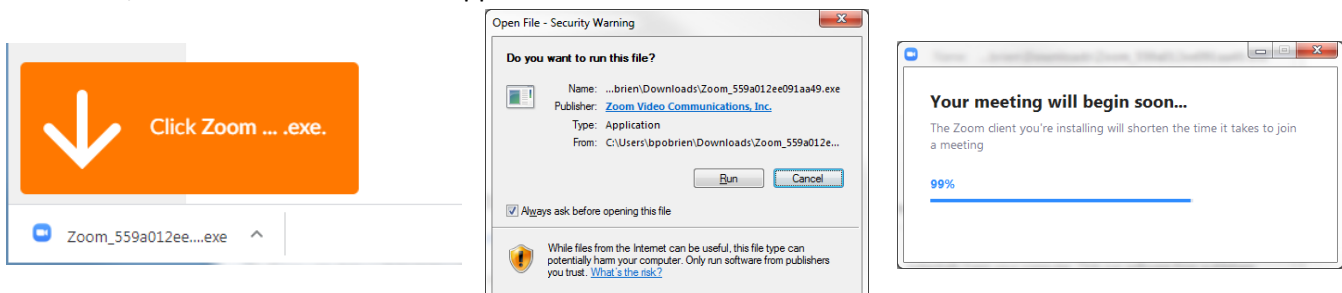 Click Zoom ... .exe.
Zoom_559a012ee....exe
Open File - Security Warning
Do you want to run this file?
Name: ...brien\Downloads\Zoom_559a012ee091aa49.exe
Publisher: Zoom Video Communications, Inc.
Type: Application
From: C:\Users\bpobrien\Downloads\Zoom_559a012e...
Run Cancel
Always ask before opening this file
While files from the Internet can be useful, this file type can
potentially harm your computer. Only run software from publishers
you trust. What's the risk?
Your meeting will begin soon...
The Zoom client you're installing will shorten the time it takes to join
a meeting
99%